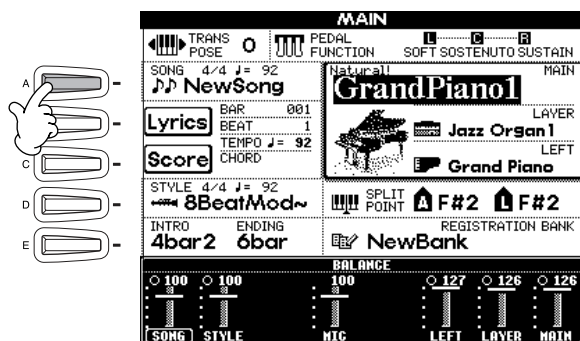 MAIN
TRANS POSE 0
PEDAL FUNCTION
L C R
SOFT SOSTENUTO SUSTAIN
A
SONG 4/4 ♩= 92
NewSong
Natural! MAIN
GrandPiano1
Lyrics
BAR 001
BEAT 1
TEMPO ♩= 92
CHORD
LAYER
Jazz Organ1
C
Score
LEFT
Grand Piano
D
STYLE 4/4 ♩= 92
8BeatMod~
SPLIT POINT A F#2 L F#2
E
INTRO ENDING
4bar2 6bar
REGISTRATION BANK
NewBank
BALANCE
100 100 100 127 126 126
SONG STYLE MIC LEFT LAYER MAIN